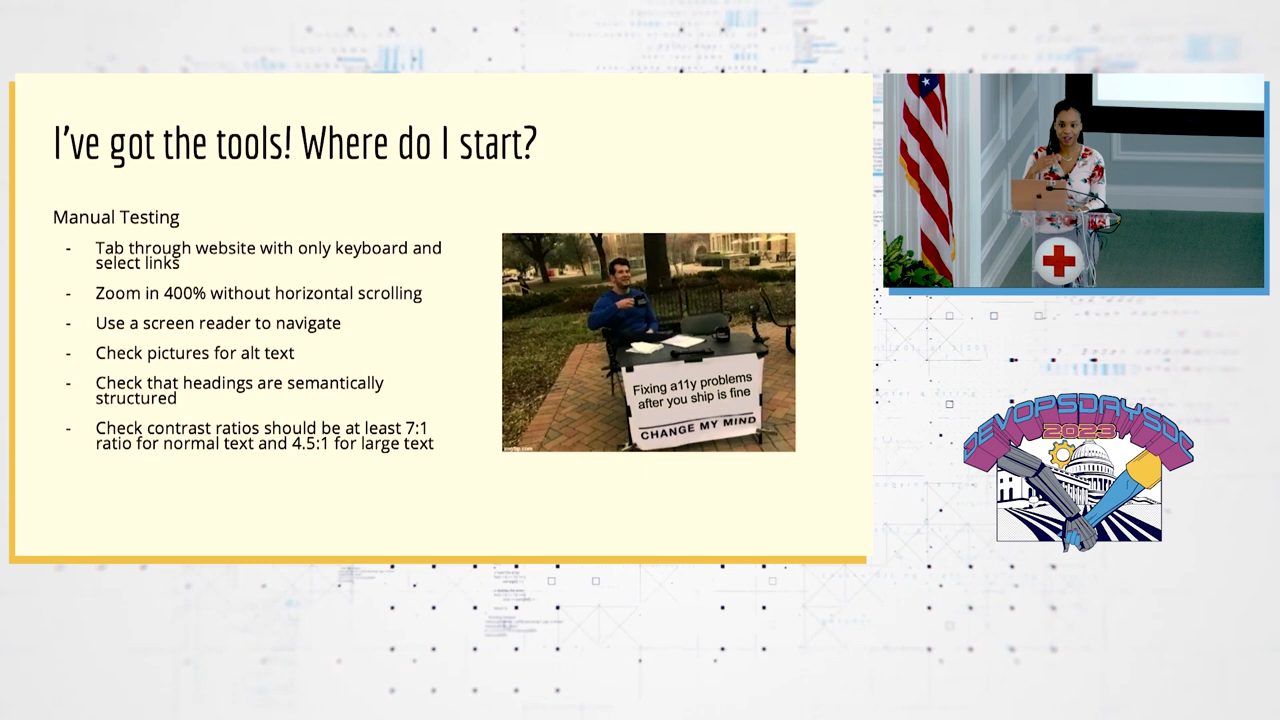 I've got the tools! Where do I start?
Manual Testing
- Tab through website with only keyboard and
select links
- Zoom in 400% without horizontal scrolling
- Use a screen reader to navigate
- Check pictures for alt text
- Check that headings are semantically
structured
- Check contrast ratios should be at least 7:1
ratio for normal text and 4.5:1 for large text
Fixing a11y problems
after you ship is fine
CHANGE MY MIND
imgflip.com
DEVOPSDAYSDC
2023